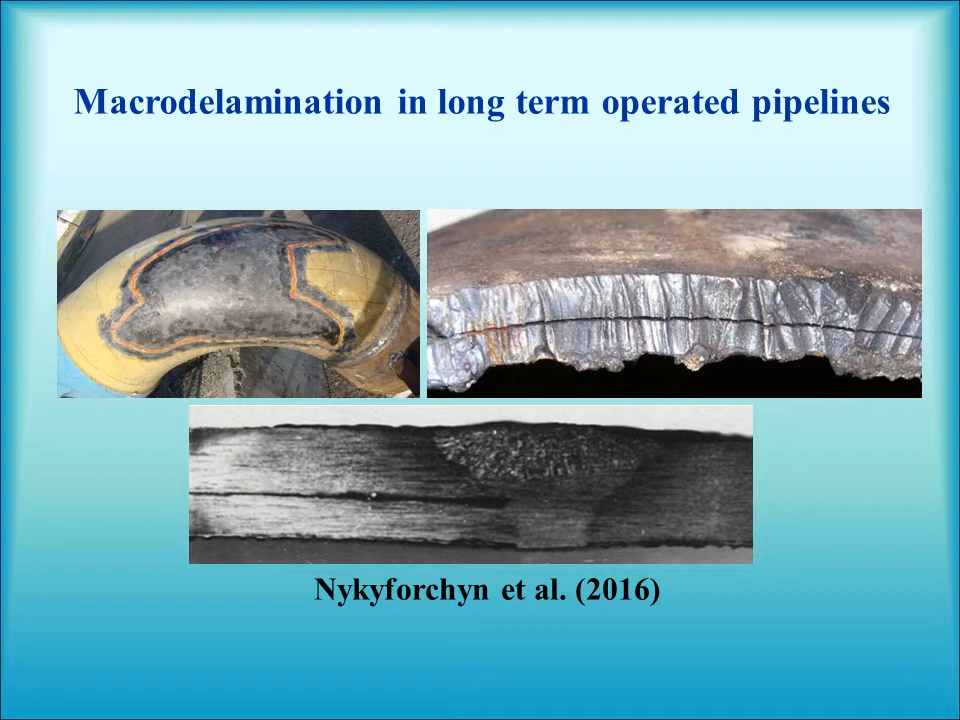 Macrodelamination in long term operated pipelines
Nykyforchyn et al. (2016)